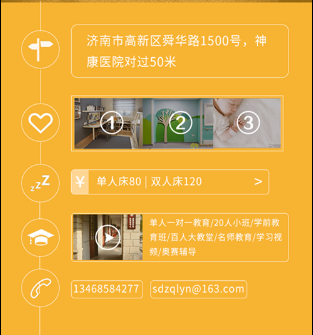 济南市高新区舜华路1500号，神
康医院对过50米
1 2 3
zzZ
¥ 单人床80 | 双人床120 >
单人一对一教育/20人小班/学前教
育班/百人大教室/名师教育/学习视
频/奥赛辅导
13468584277 sdzqlyn@163.com